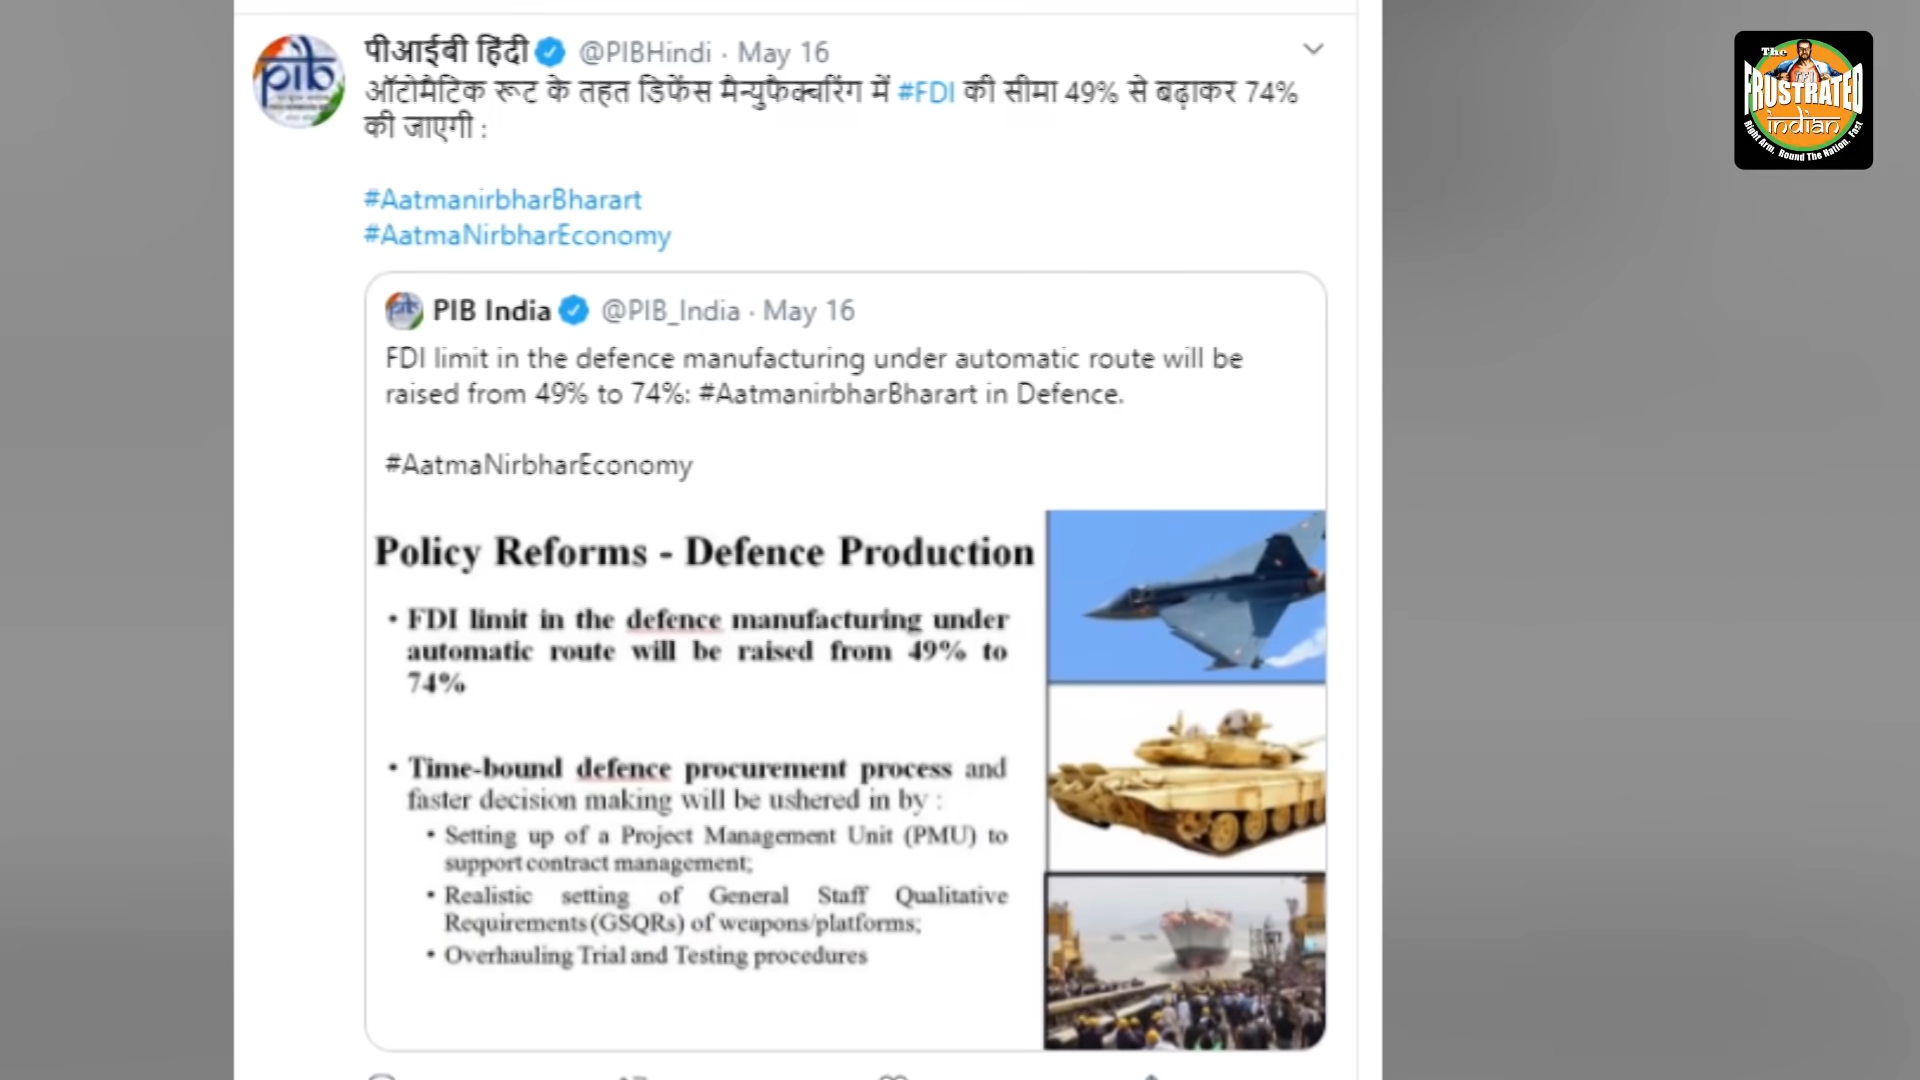 पीआईबी हिंदी @PIBHindi · May 16
ऑटोमैटिक रूट के तहत डिफेंस मैन्युफैक्चरिंग में #FDI की सीमा 49% से बढ़ाकर 74%
की जाएगी :
#AatmanirbharBharart
#AatmaNirbharEconomy
pib
PIB India @PIB_India · May 16
FDI limit in the defence manufacturing under automatic route will be
raised from 49% to 74%: #AatmanirbharBharart in Defence.
#AatmaNirbharEconomy
Policy Reforms - Defence Production
• FDI limit in the defence manufacturing under
automatic route will be raised from 49% to
74%
• Time-bound defence procurement process and
faster decision making will be ushered in by :
• Setting up of a Project Management Unit (PMU) to
support contract management;
• Realistic setting of General Staff Qualitative
Requirements (GSQRs) of weapons/platforms;
• Overhauling Trial and Testing procedures
The
TFI
FRUSTRATED
indian
Right Arm, Round The Nation, Fast